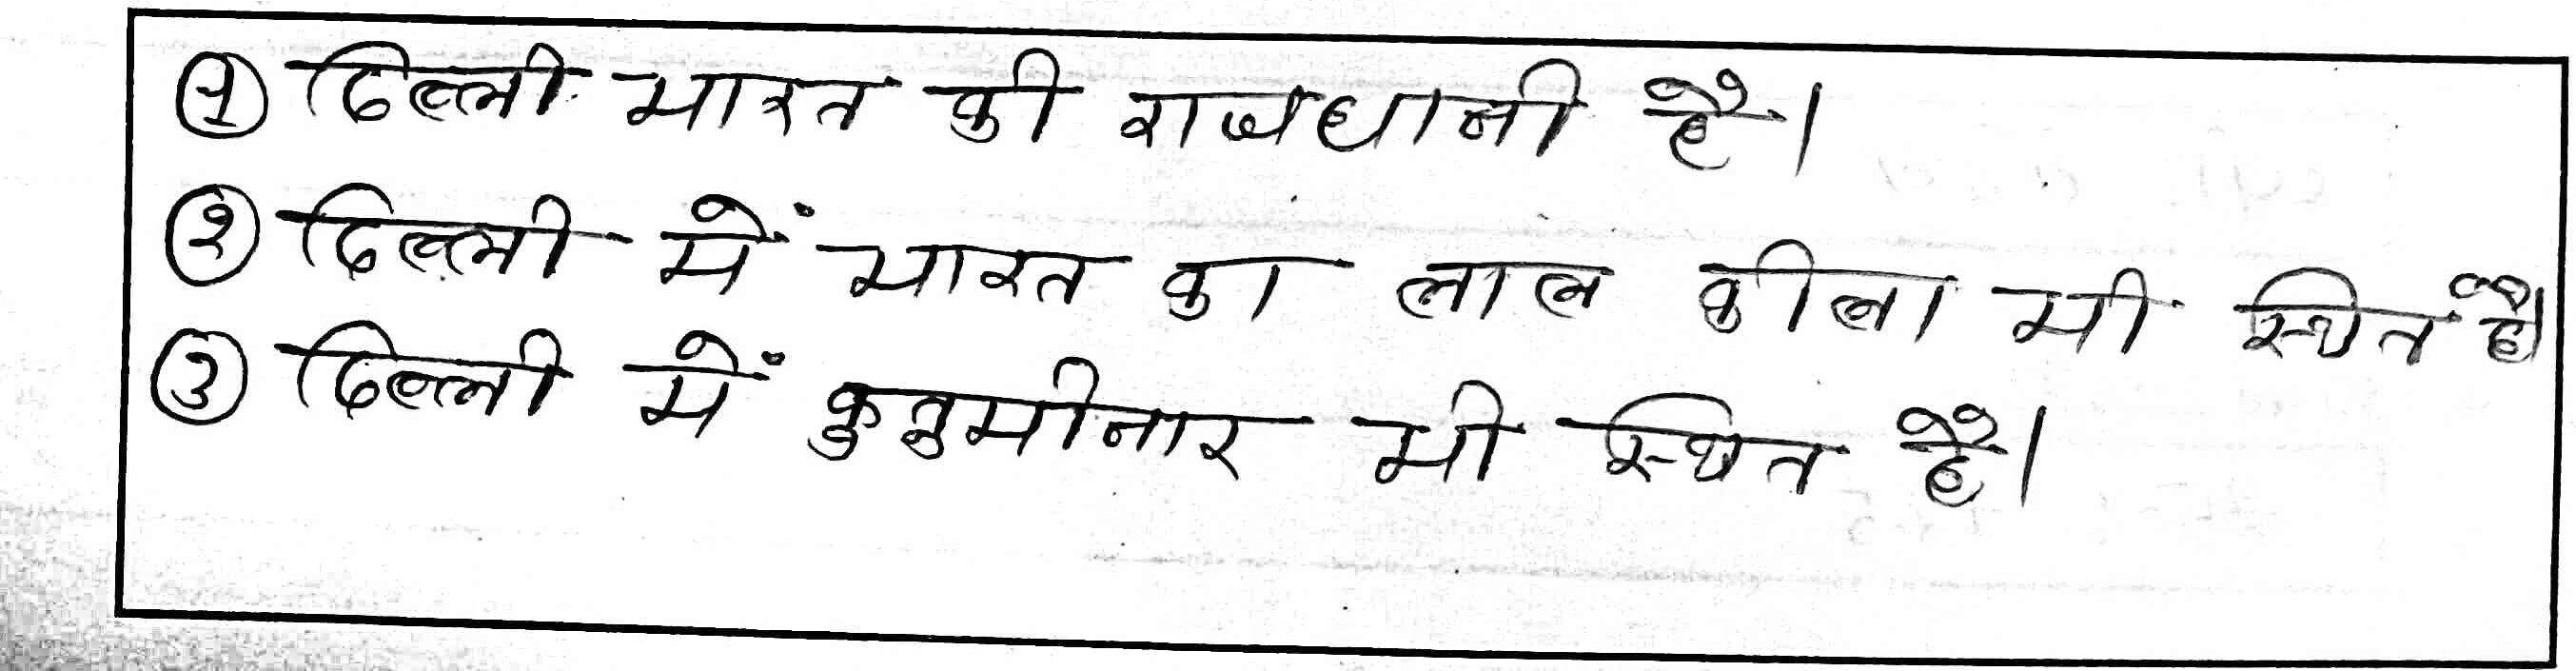 ① दिल्ली भारत की राजधानी है।
② दिल्ली में भारत का लाल कीला भी स्थित है।
③ दिल्ली में कुतुमीनार भी स्थित है।